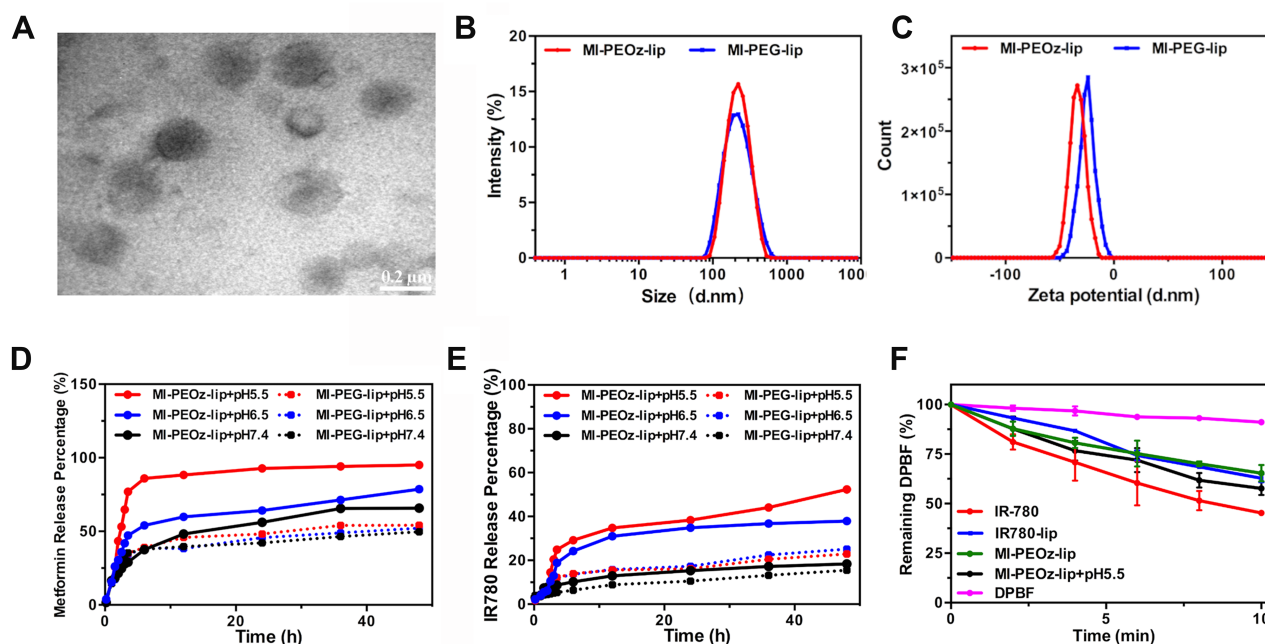 A
0.2 μm
B
MI-PEOz-lip
MI-PEG-lip
Intensity (%)
20
15
10
5
0
1
10
100
1000
800
Size (d.nm)
C
MI-PEOz-lip
MI-PEG-lip
Count
3×10⁵
2×10⁵
1×10⁵
0
-100
0
100
Zeta potential (d.nm)
D
Metformin Release Percentage (%)
150
100
50
0
MI-PEOz-lip+pH5.5
MI-PEG-lip+pH5.5
MI-PEOz-lip+pH6.5
MI-PEG-lip+pH6.5
MI-PEOz-lip+pH7.4
MI-PEG-lip+pH7.4
0
20
40
Time (h)
E
IR780 Release Percentage (%)
100
80
60
40
20
0
MI-PEOz-lip+pH5.5
MI-PEG-lip+pH5.5
MI-PEOz-lip+pH6.5
MI-PEG-lip+pH6.5
MI-PEOz-lip+pH7.4
MI-PEG-lip+pH7.4
0
20
40
Time (h)
F
Remaining DPBF (%)
100
75
50
25
0
IR-780
IR780-lip
MI-PEOz-lip
MI-PEOz-lip+pH5.5
DPBF
0
5
10
Time (min)